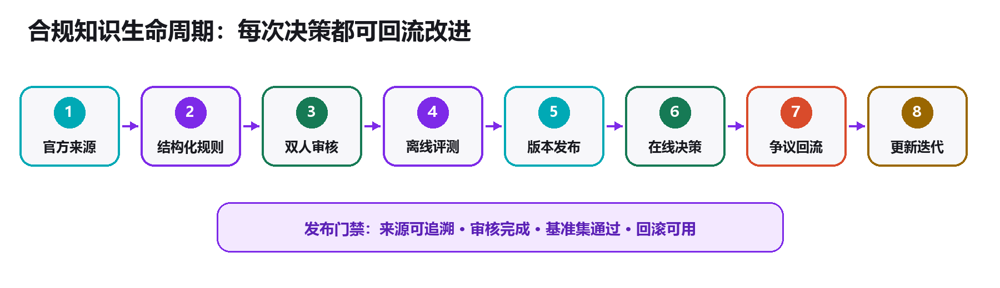 合规知识生命周期：每次决策都可回流改进
1
2
3
4
5
6
7
8
官方来源
结构化规则
双人审核
离线评测
版本发布
在线决策
争议回流
更新迭代
发布门禁：来源可追溯 • 审核完成 • 基准集通过 • 回滚可用